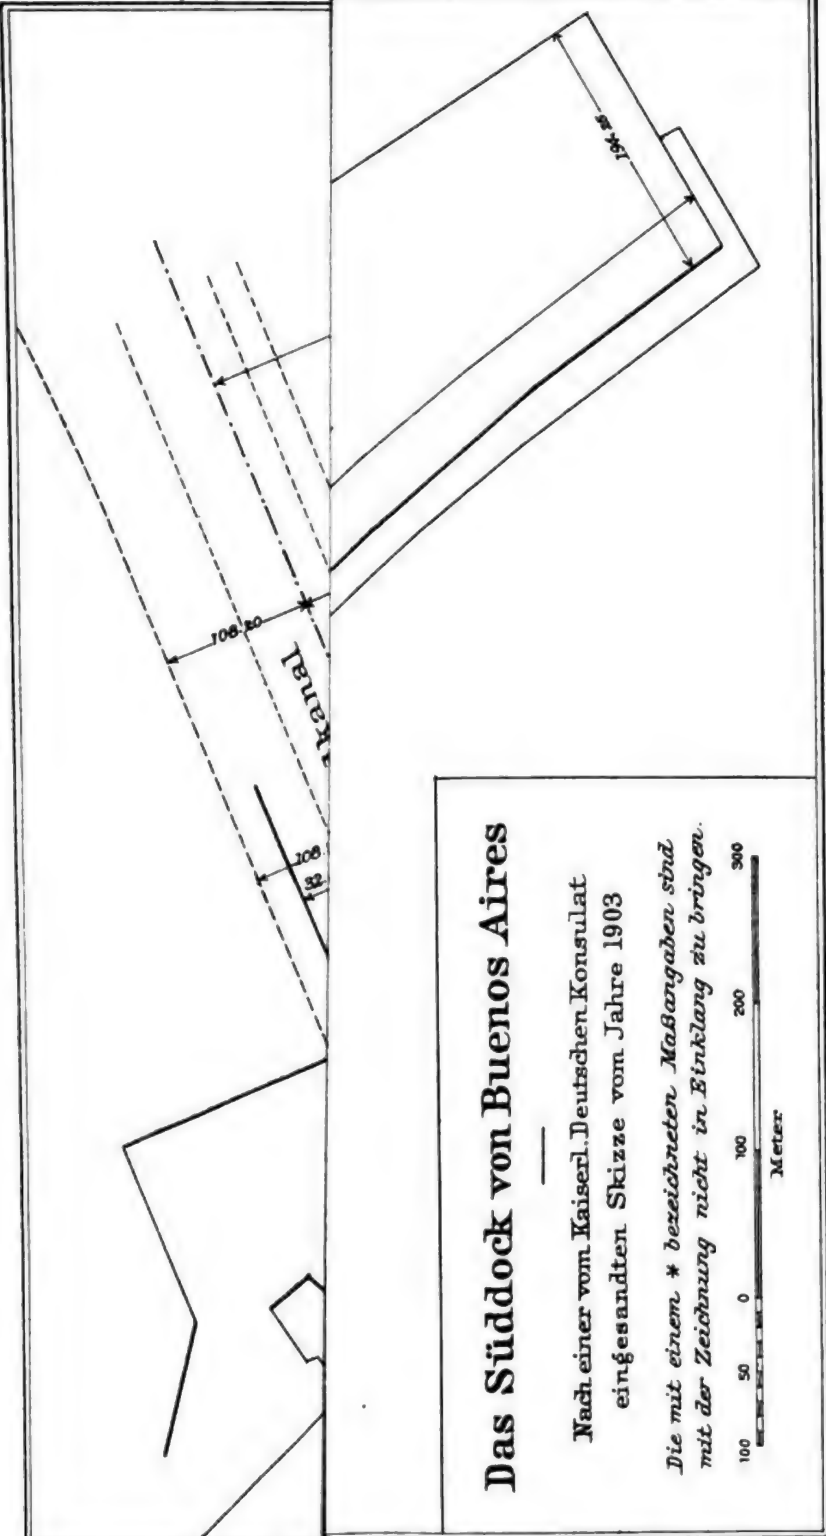 194.25
108.20
kanal
108.
32.
Das Süddock von Buenos Aires
Nach einer vom Kaiserl. Deutschen Konsulat
eingesandten Skizze vom Jahre 1903
Die mit einem * bezeichneten Maßangaben sind
mit der Zeichnung nicht in Einklang zu bringen.
100 50 0 100 200 300
Meter